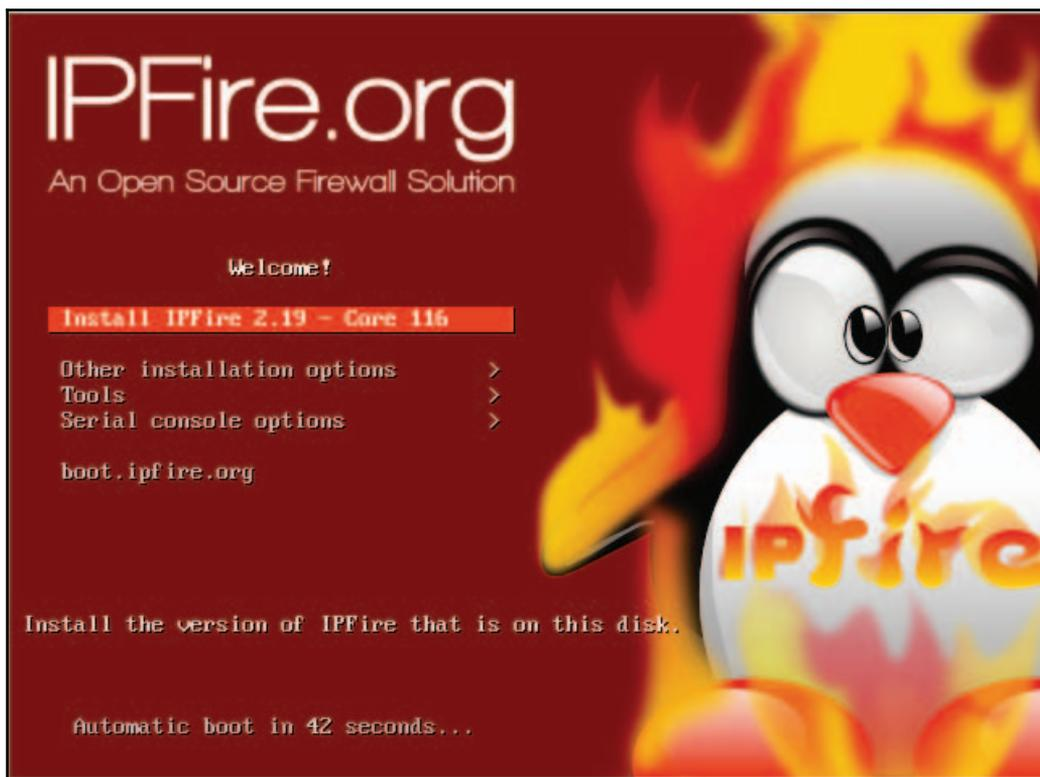 IPFire.org
An Open Source Firewall Solution
Welcome!
Install IPFire 2.19 - Core 116
Other installation options >
Tools >
Serial console options >
boot.ipfire.org
IPfire
Install the version of IPFire that is on this disk.
Automatic boot in 42 seconds...